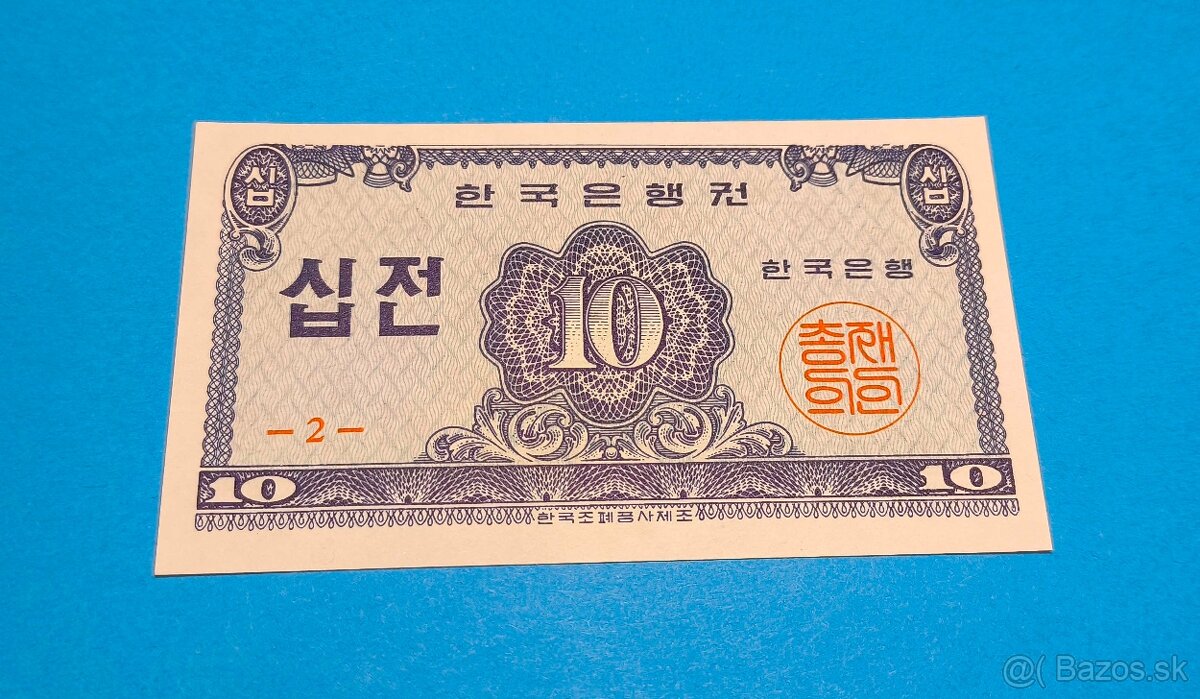 십 십
한국은행권
십전
10
한국은행
총재
의인
– 2 –
10 10
한국조폐공사제조
@( Bazos.sk